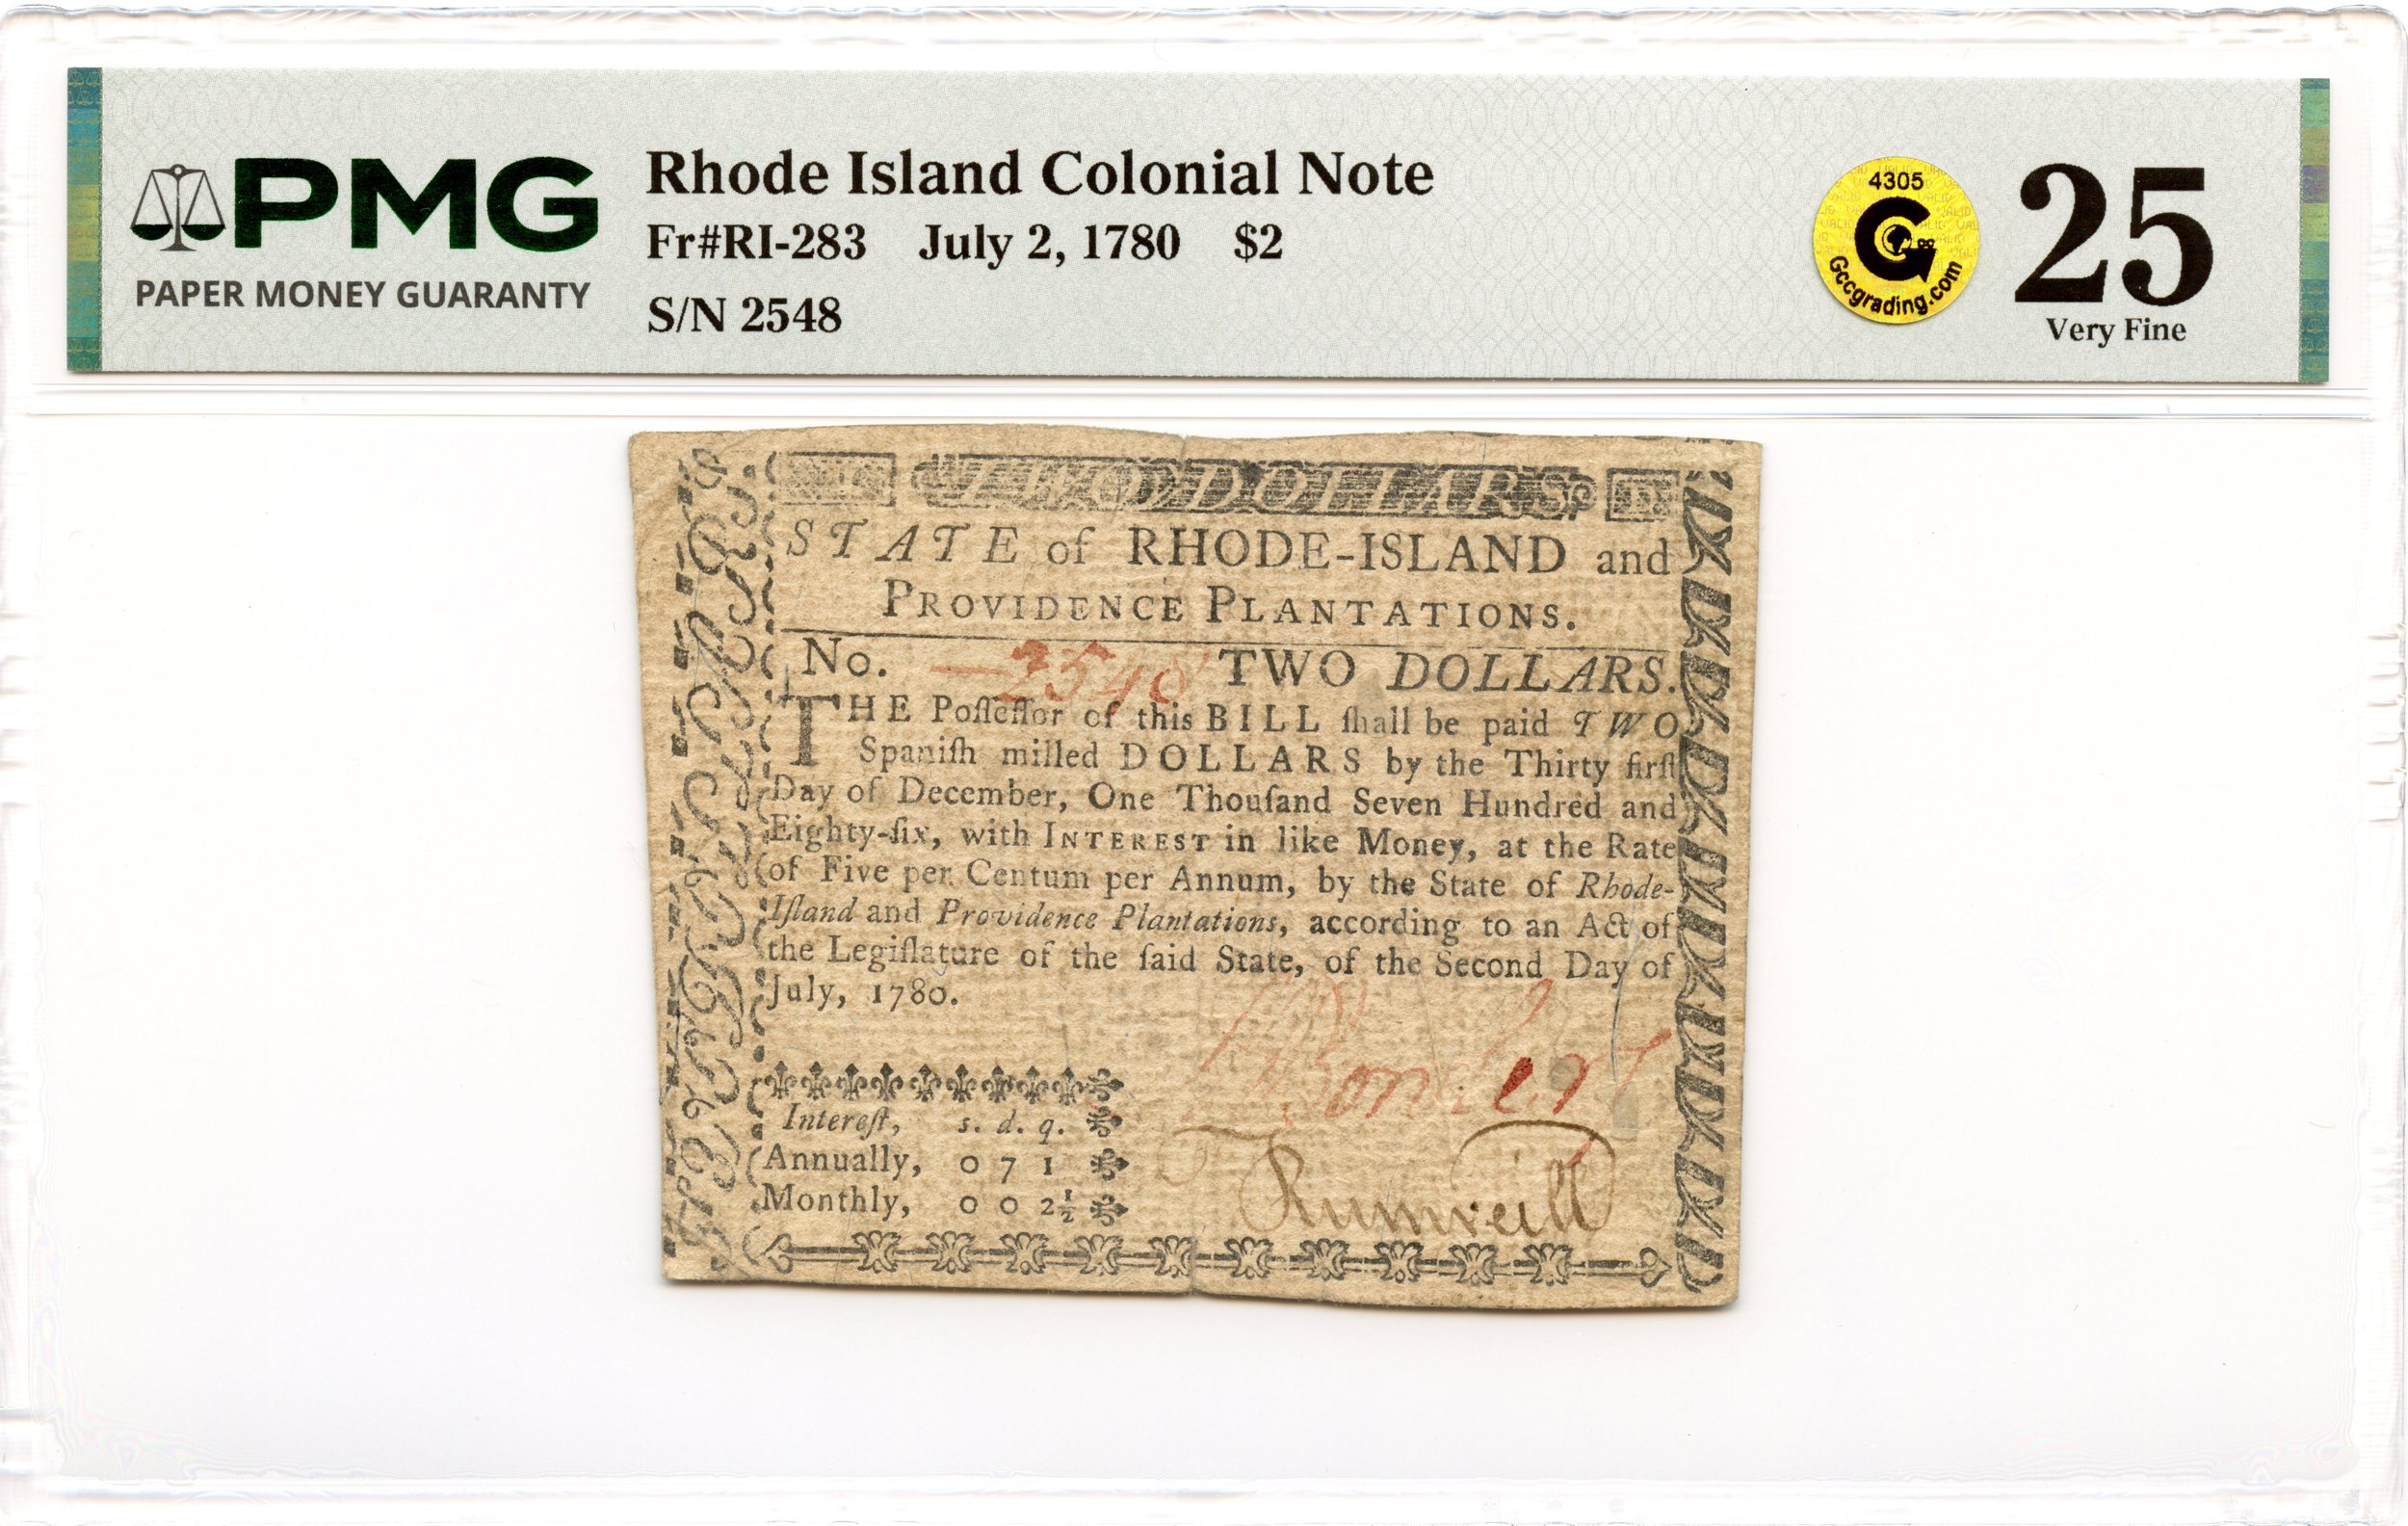 PMG
PAPER MONEY GUARANTY
Rhode Island Colonial Note
Fr#RI-283 July 2, 1780 $2
S/N 2548
4305
Gccgrading.com
25
Very Fine
TWO DOLLARS
STATE of RHODE-ISLAND and
PROVIDENCE PLANTATIONS.
No. 2548 TWO DOLLARS.
THE Poſſeſſor of this BILL ſhall be paid TWO
Spaniſh milled DOLLARS by the Thirty firſt
Day of December, One Thouſand Seven Hundred and
Eighty-ſix, with INTEREST in like Money, at the Rate
of Five per Centum per Annum, by the State of Rhode-
Iſland and Providence Plantations, according to an Act of
the Legiſlature of the ſaid State, of the Second Day of
July, 1780.
Intereſt, s. d. q.
Annually, 0 7 1
Monthly, 0 0 2½
Rumreill